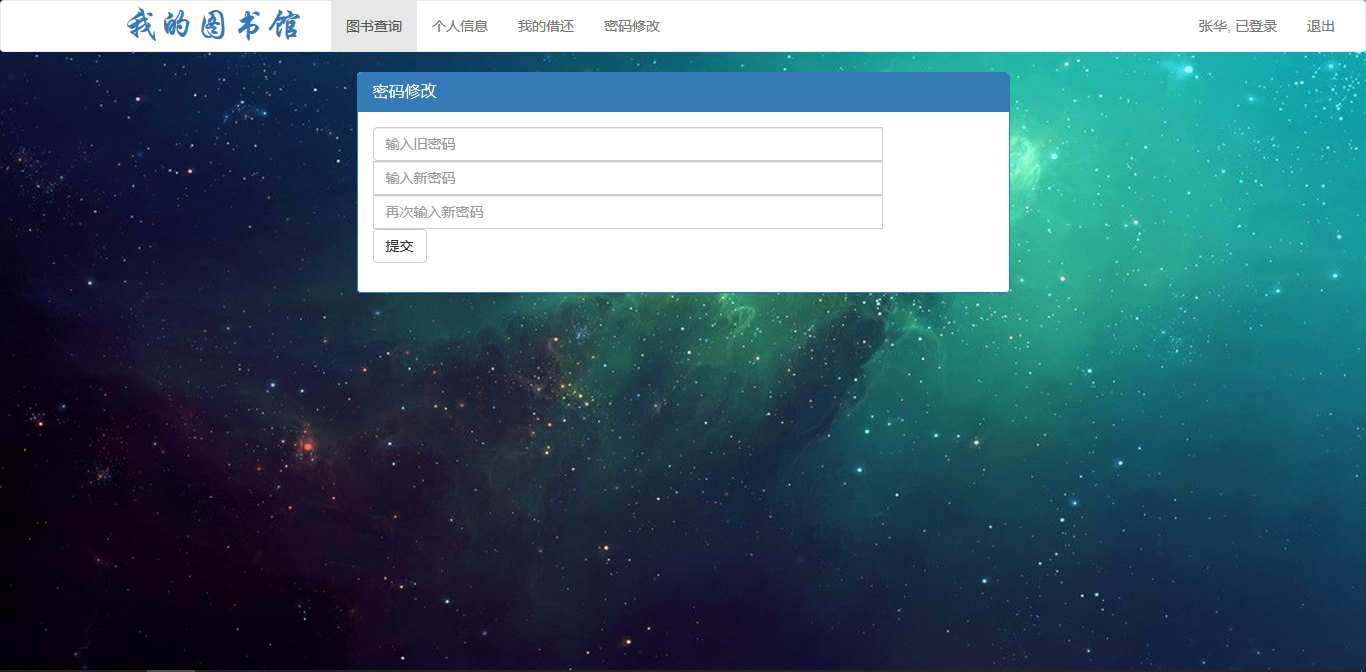 我的图书馆 图书查询 个人信息 我的借还 密码修改 张华, 已登录 退出
密码修改
输入旧密码
输入新密码
再次输入新密码
提交